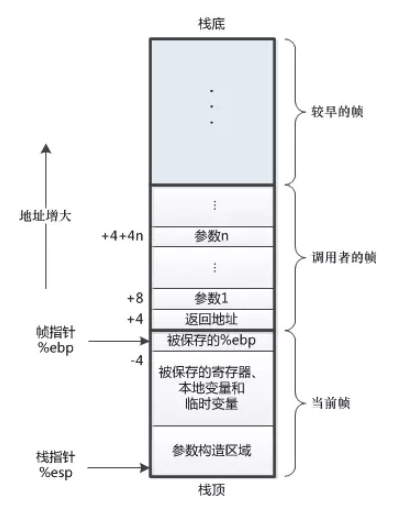 栈底
较早的帧
地址增大
⋮
+4+4n
参数n
⋮
调用者的帧
+8
参数1
+4
返回地址
帧指针
%ebp
被保存的%ebp
-4
被保存的寄存器、
本地变量和
临时变量
当前帧
参数构造区域
栈指针
%esp
栈顶